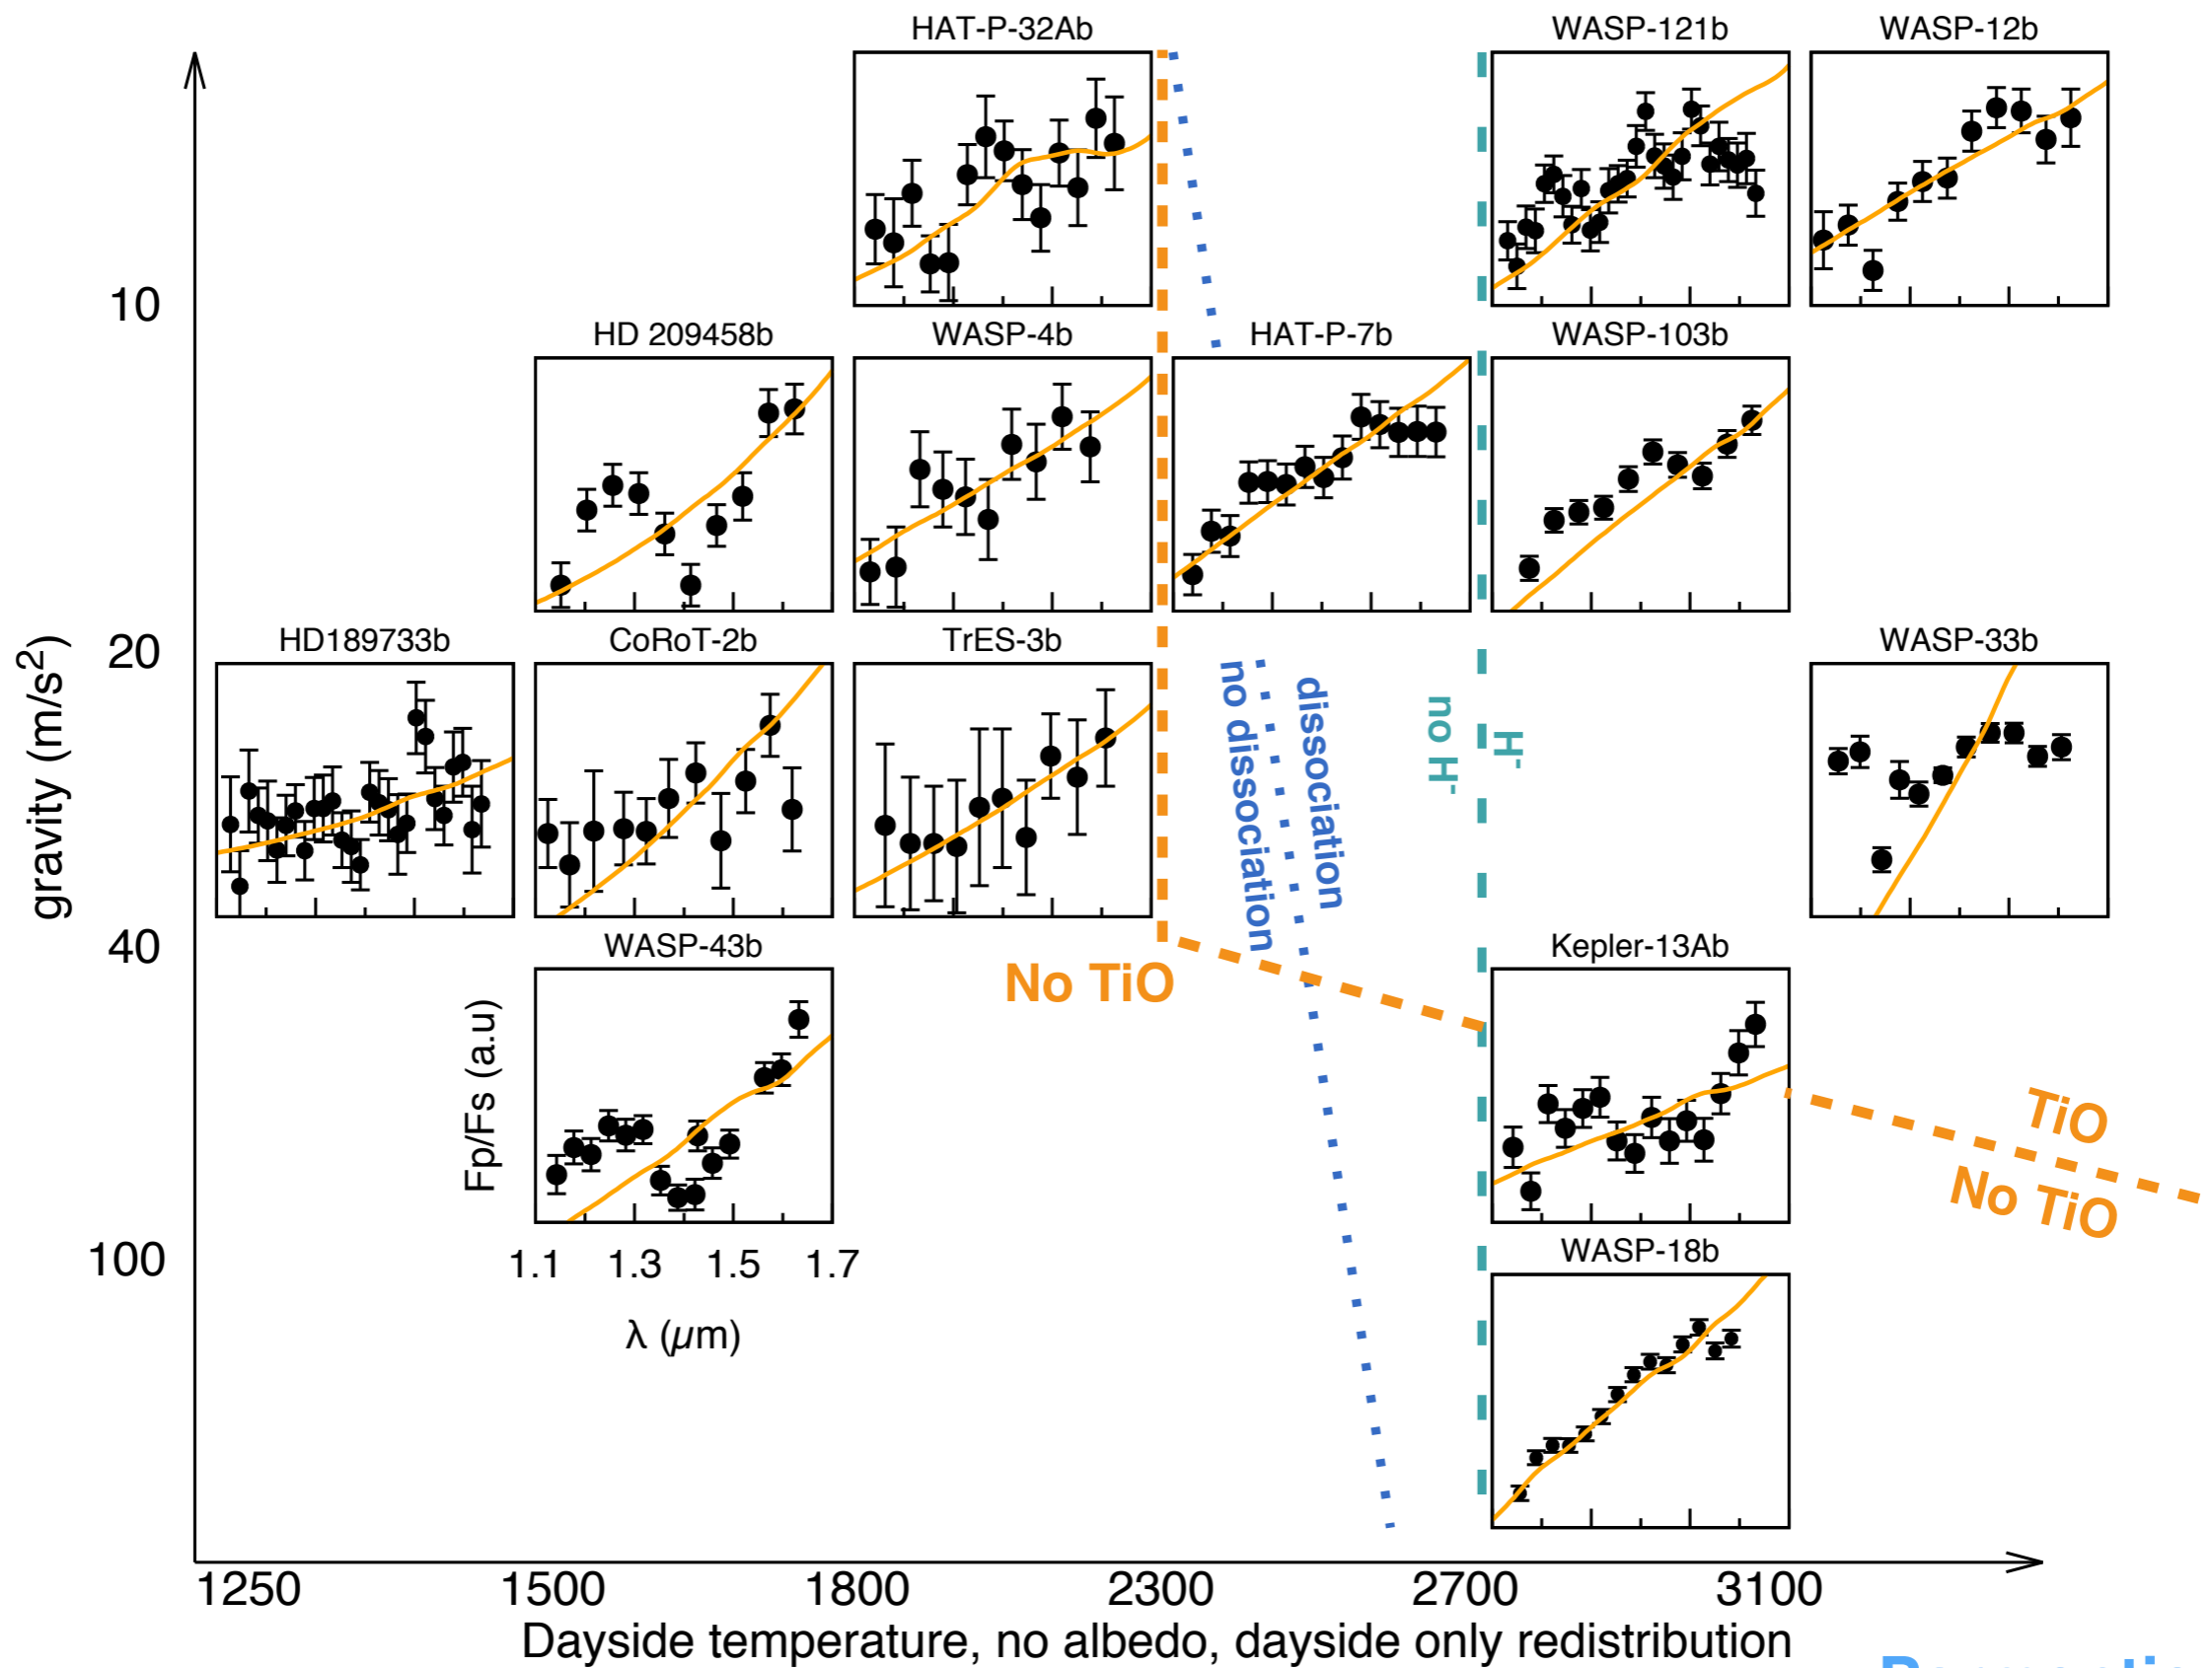 HAT-P-32Ab
WASP-121b
WASP-12b
10
HD 209458b
WASP-4b
HAT-P-7b
WASP-103b
gravity (m/s²)
20
HD189733b
CoRoT-2b
TrES-3b
WASP-33b
no dissociation
dissociation
no H⁻
H⁻
40
WASP-43b
No TiO
Kepler-13Ab
Fp/Fs (a.u)
TiO
No TiO
100
1.1 1.3 1.5 1.7
λ (μm)
WASP-18b
1250 1500 1800 2300 2700 3100
Dayside temperature, no albedo, dayside only redistribution